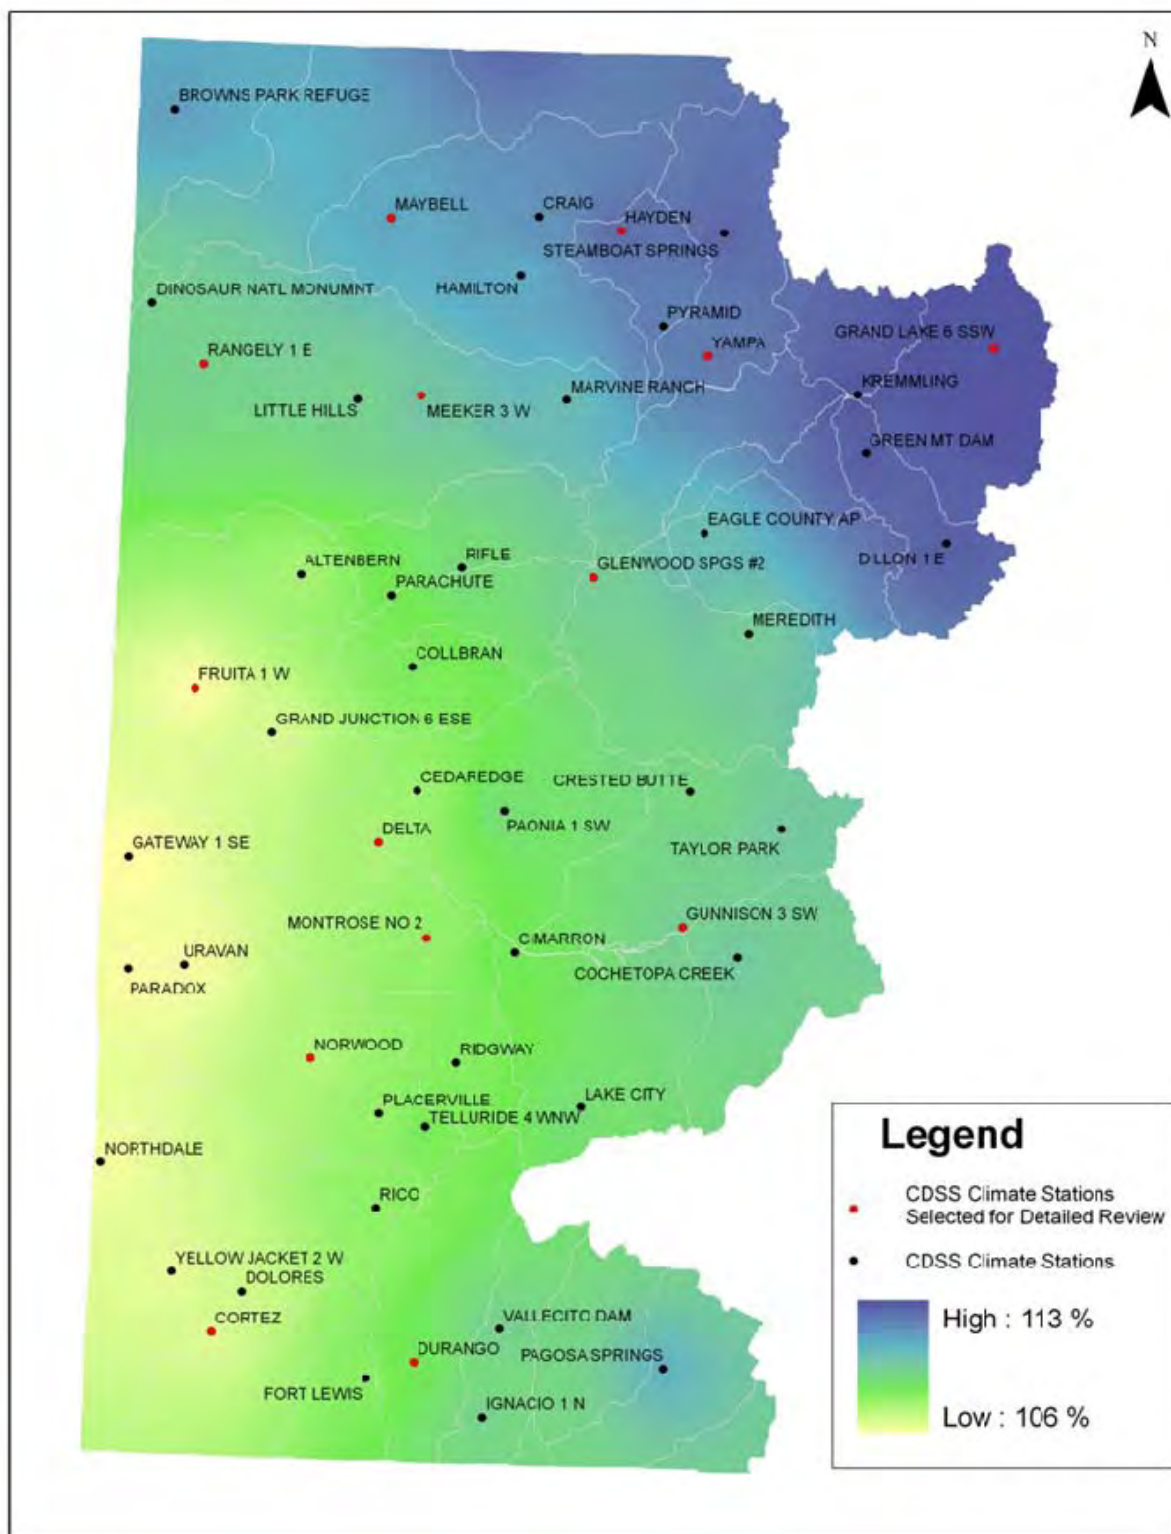 N
BROWNS PARK REFUGE
MAYBELL
CRAIG
HAYDEN
STEAMBOAT SPRINGS
HAMILTON
DINOSAUR NATL MONUMNT
PYRAMID
GRAND LAKE 6 SSW
YAMPA
RANGELY 1 E
KREMMLING
MARVINE RANCH
LITTLE HILLS
MEEKER 3 W
GREEN MT DAM
EAGLE COUNTY AP
DILLON 1 E
RIFLE
ALTENBERN
GLENWOOD SPGS #2
PARACHUTE
MEREDITH
COLLBRAN
FRUITA 1 W
GRAND JUNCTION 6 ESE
CEDAREDGE
CRESTED BUTTE
PAONIA 1 SW
DELTA
GATEWAY 1 SE
TAYLOR PARK
GUNNISON 3 SW
MONTROSE NO 2
CIMARRON
URAVAN
COCHETOPA CREEK
PARADOX
NORWOOD
RIDGWAY
PLACERVILLE
LAKE CITY
TELLURIDE 4 WNW
NORTHDALE
RICO
YELLOW JACKET 2 W
DOLORES
CORTEZ
VALLECITO DAM
DURANGO
PAGOSA SPRINGS
FORT LEWIS
IGNACIO 1 N
Legend
CDSS Climate Stations
Selected for Detailed Review
CDSS Climate Stations
High : 113 %
Low : 106 %